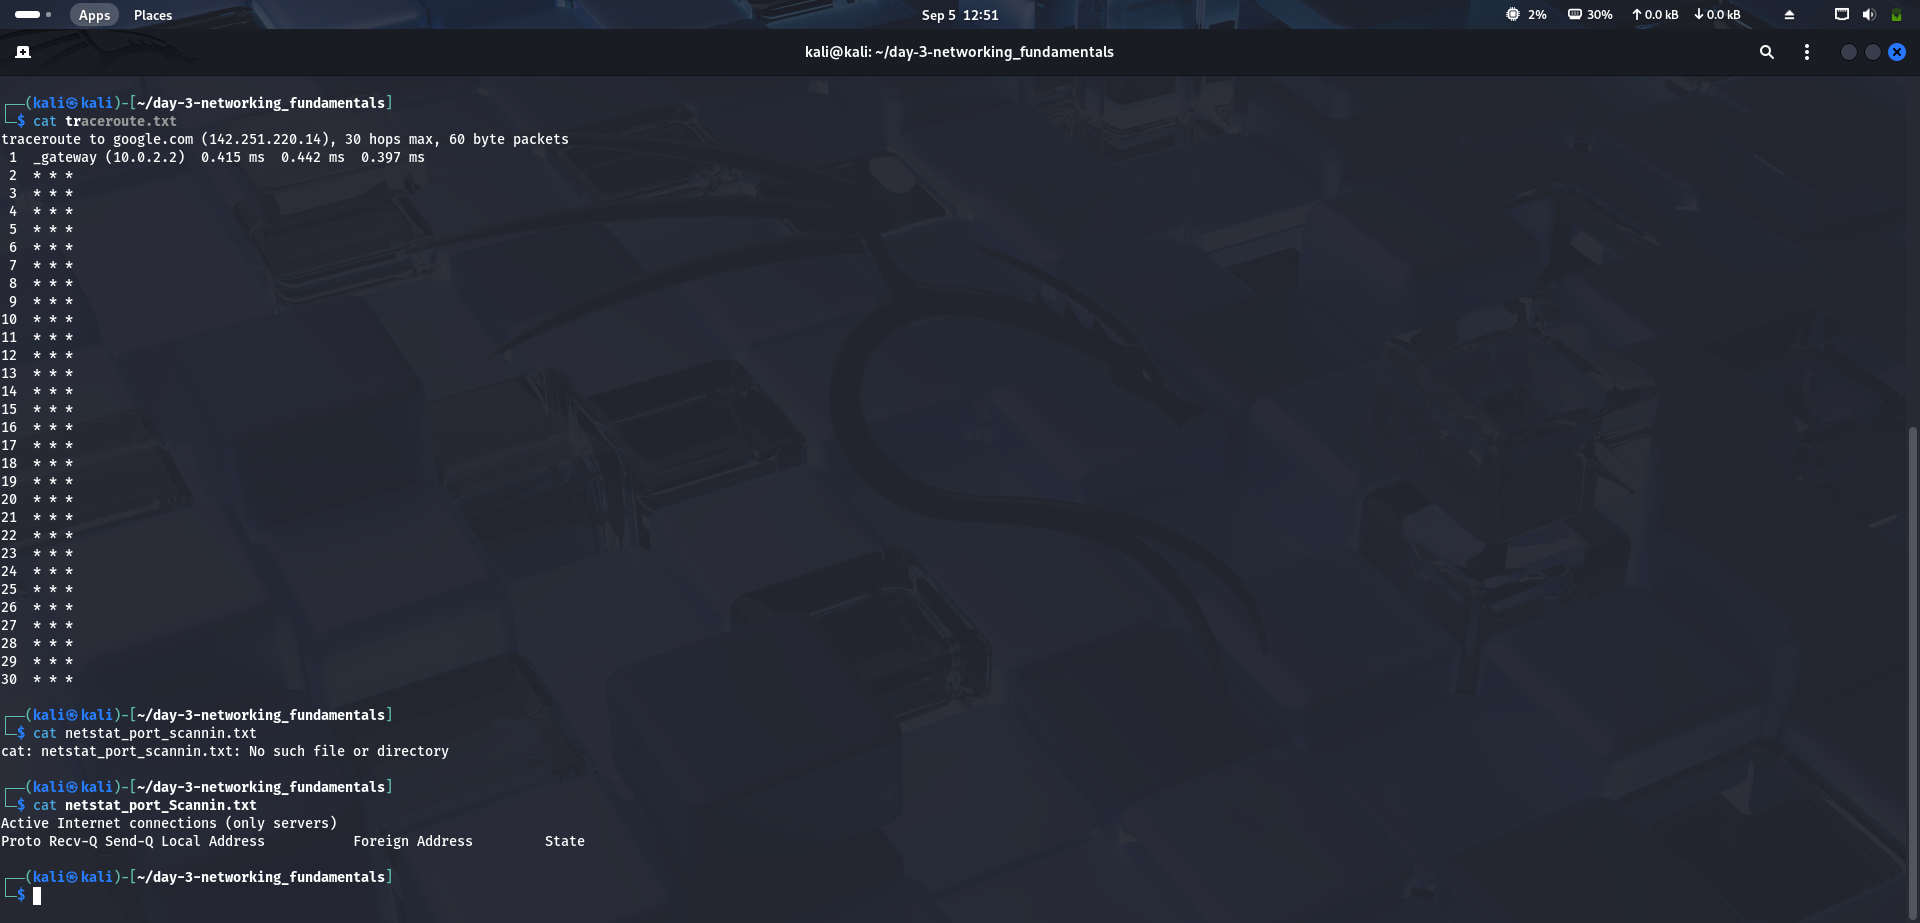 Apps Places Sep 5 12:51 2% 30% 0.0 kB 0.0 kB
kali@kali: ~/day-3-networking_fundamentals
┌──(kali㉿kali)-[~/day-3-networking_fundamentals]
└─$ cat traceroute.txt
traceroute to google.com (142.251.220.14), 30 hops max, 60 byte packets
 1  _gateway (10.0.2.2)  0.415 ms  0.442 ms  0.397 ms
 2  * * *
 3  * * *
 4  * * *
 5  * * *
 6  * * *
 7  * * *
 8  * * *
 9  * * *
10  * * *
11  * * *
12  * * *
13  * * *
14  * * *
15  * * *
16  * * *
17  * * *
18  * * *
19  * * *
20  * * *
21  * * *
22  * * *
23  * * *
24  * * *
25  * * *
26  * * *
27  * * *
28  * * *
29  * * *
30  * * *
┌──(kali㉿kali)-[~/day-3-networking_fundamentals]
└─$ cat netstat_port_scannin.txt
cat: netstat_port_scannin.txt: No such file or directory
┌──(kali㉿kali)-[~/day-3-networking_fundamentals]
└─$ cat netstat_port_Scannin.txt
Active Internet connections (only servers)
Proto Recv-Q Send-Q Local Address           Foreign Address         State
┌──(kali㉿kali)-[~/day-3-networking_fundamentals]
└─$